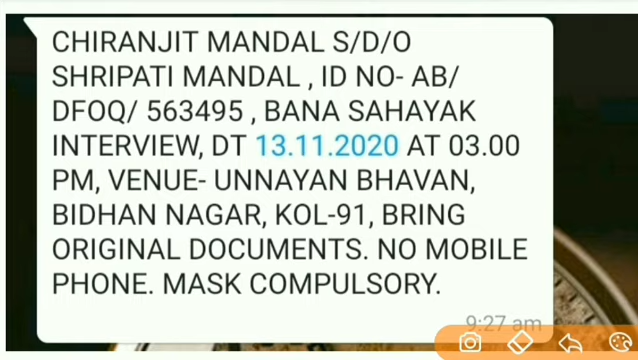 CHIRANJIT MANDAL S/D/O
SHRIPATI MANDAL , ID NO- AB/
DFOQ/ 563495 , BANA SAHAYAK
INTERVIEW, DT 13.11.2020 AT 03.00
PM, VENUE- UNNAYAN BHAVAN,
BIDHAN NAGAR, KOL-91, BRING
ORIGINAL DOCUMENTS. NO MOBILE
PHONE. MASK COMPULSORY.
9:27 am